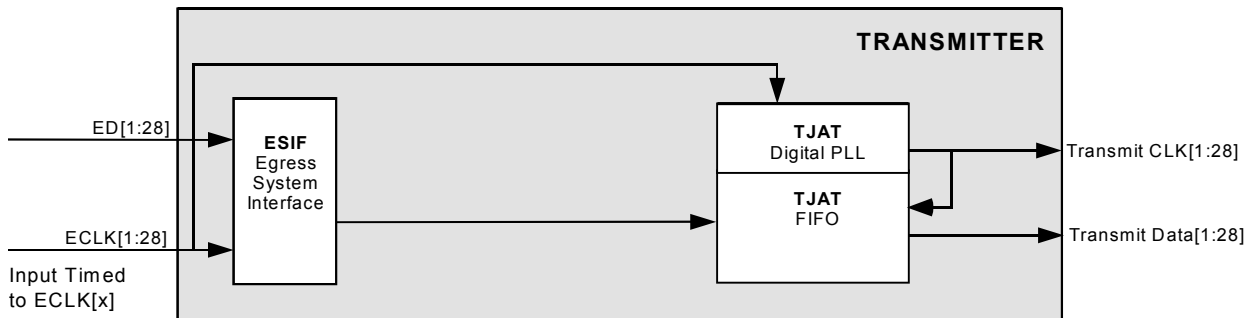 TRANSMITTER
ED[1:28]
ESIF
Egress
System
Interface
TJAT
Digital PLL
Transmit CLK[1:28]
TJAT
FIFO
ECLK[1:28]
Transmit Data[1:28]
Input Timed
to ECLK[x]